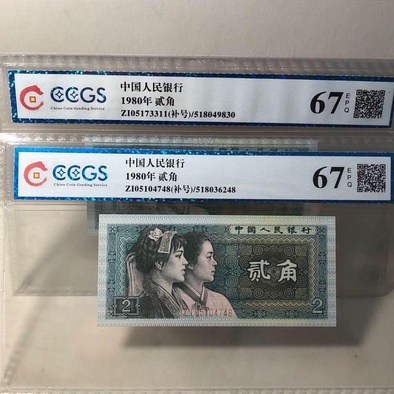 CCGS
China Coin Grading Service
中国人民银行
1980年 贰角
ZI05173311(补号)/518049830
67
EPQ
CCGS
China Coin Grading Service
中国人民银行
1980年 贰角
ZI05104748(补号)/518036248
67
EPQ
中国人民银行
贰角
2
2
ZI05104748